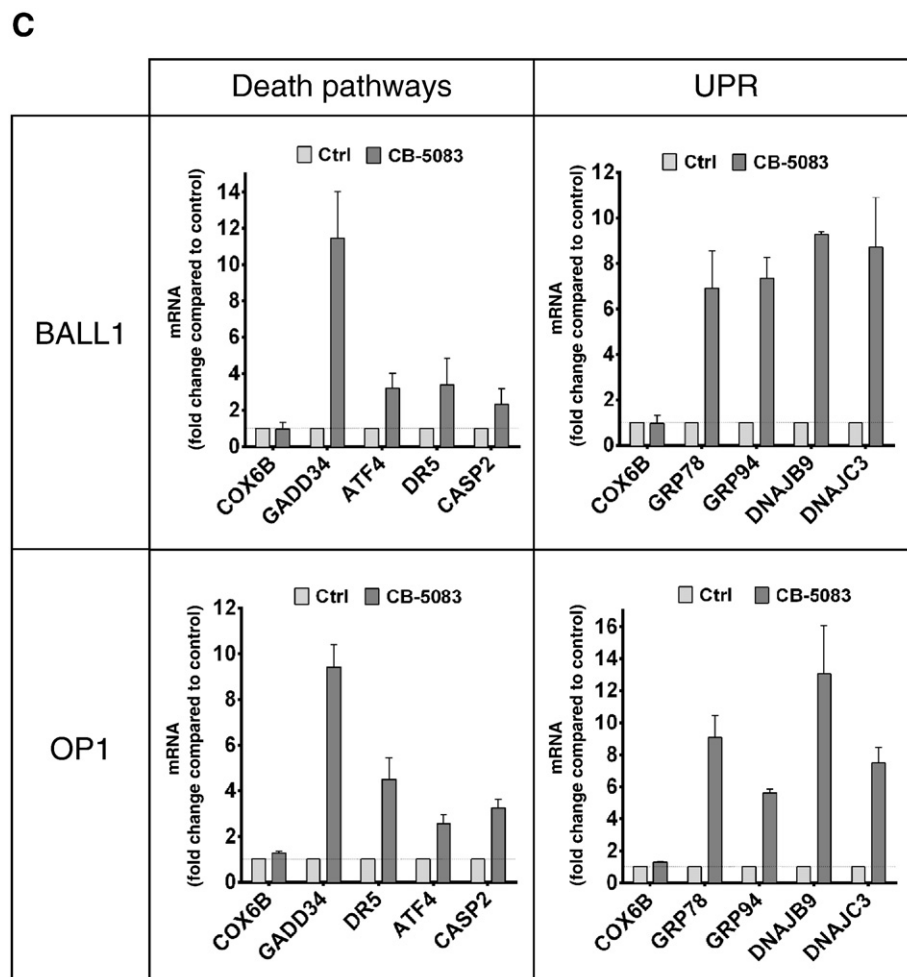 C
Death pathways
UPR
BALL1
Ctrl CB-5083
mRNA
(fold change compared to control)
14
12
10
8
6
4
2
0
COX6B
GADD34
ATF4
DR5
CASP2
Ctrl CB-5083
mRNA
(fold change compared to control)
12
10
8
6
4
2
0
COX6B
GRP78
GRP94
DNAJB9
DNAJC3
OP1
Ctrl CB-5083
mRNA
(fold change compared to control)
12
10
8
6
4
2
0
COX6B
GADD34
DR5
ATF4
CASP2
Ctrl CB-5083
mRNA
(fold change compared to control)
16
14
12
10
8
6
4
2
0
COX6B
GRP78
GRP94
DNAJB9
DNAJC3